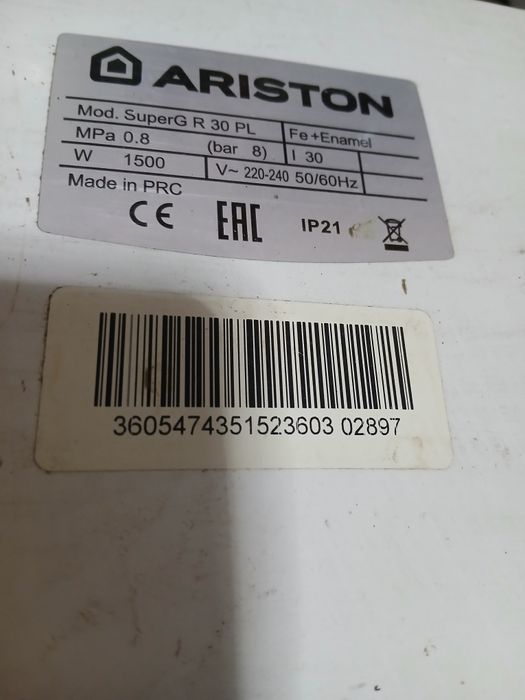 ARISTON
Mod. SuperG R 30 PL Fe+Enamel
MPa 0.8 (bar 8) l 30
W 1500 V~ 220-240 50/60Hz
Made in PRC
CE EAC IP21
3605474351523603 02897